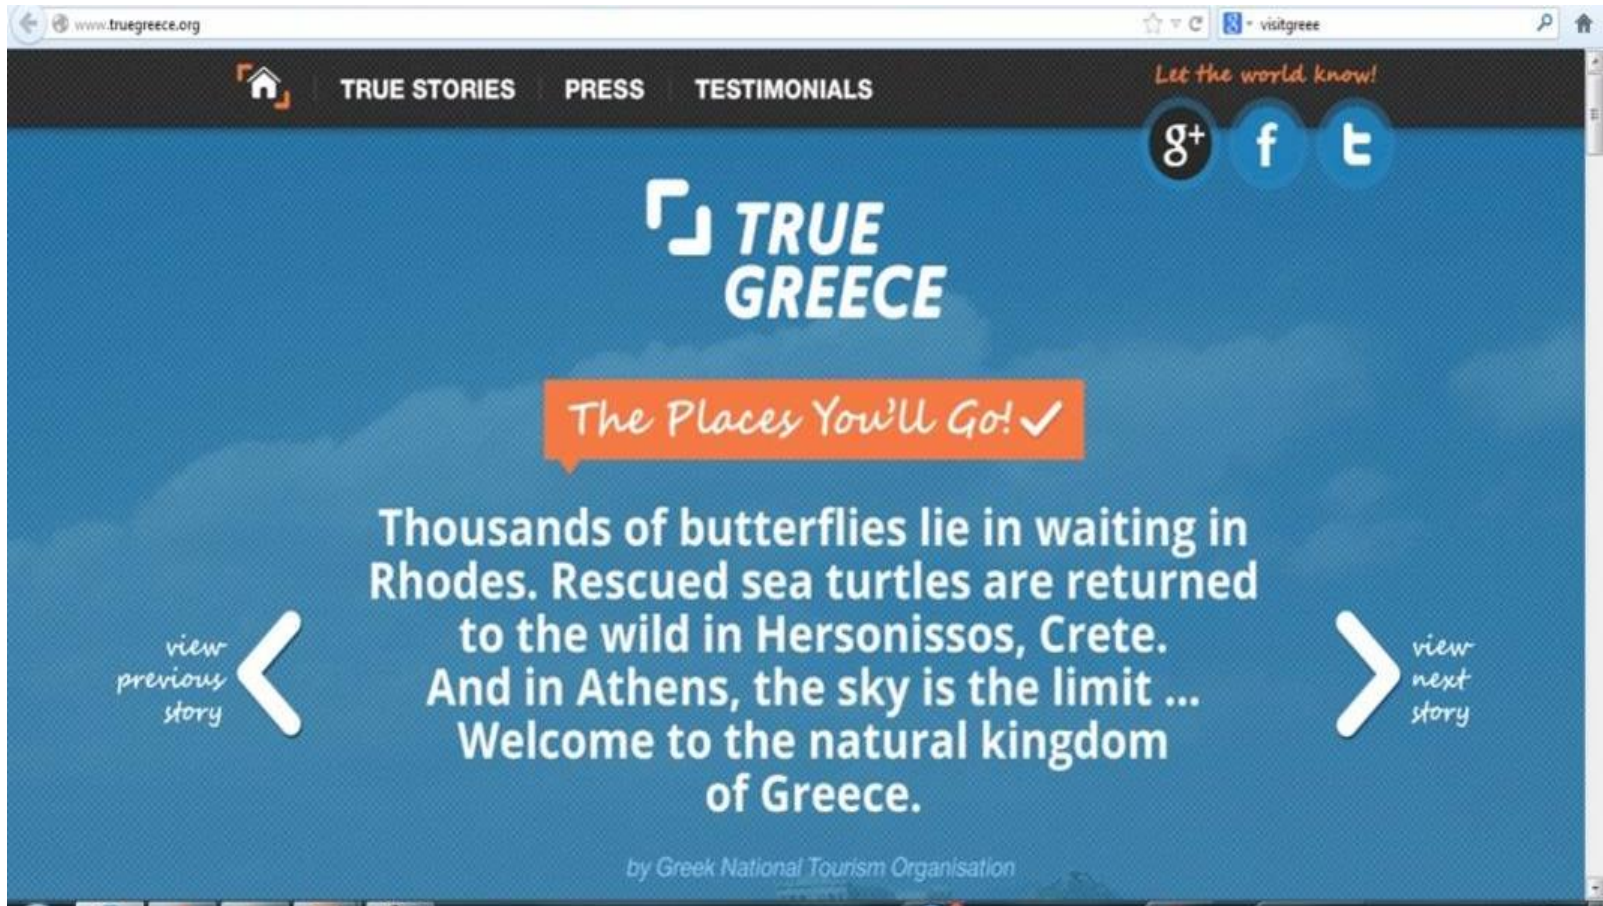 www.truegreece.org
visitgreee
TRUE STORIES
PRESS
TESTIMONIALS
Let the world know!
g+ f t
TRUE
GREECE
The Places You'll Go!
Thousands of butterflies lie in waiting in
Rhodes. Rescued sea turtles are returned
to the wild in Hersonissos, Crete.
And in Athens, the sky is the limit ...
Welcome to the natural kingdom
of Greece.
view
previous
story
view
next
story
by Greek National Tourism Organisation